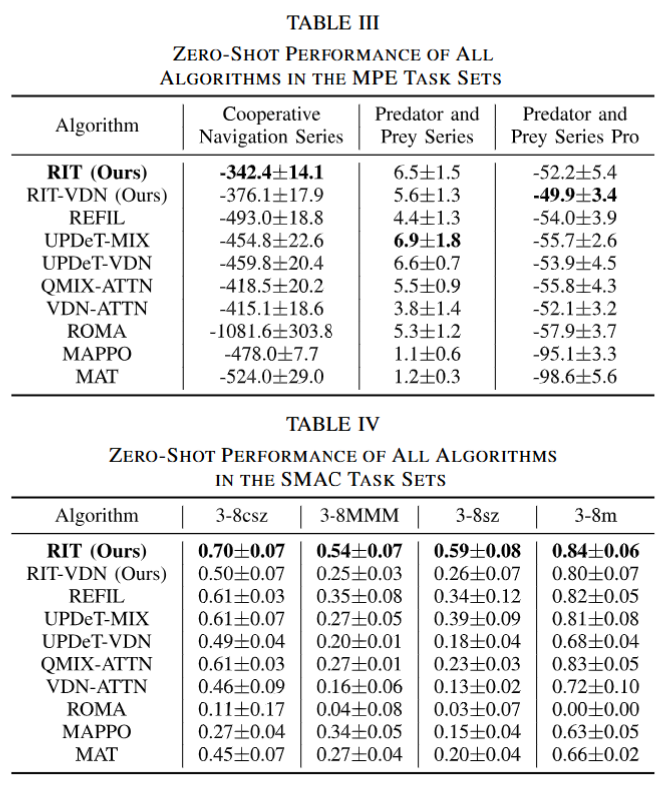 TABLE III
ZERO-SHOT PERFORMANCE OF ALL
ALGORITHMS IN THE MPE TASK SETS
Algorithm | Cooperative Navigation Series | Predator and Prey Series | Predator and Prey Series Pro
RIT (Ours) | -342.4±14.1 | 6.5±1.5 | -52.2±5.4
RIT-VDN (Ours) | -376.1±17.9 | 5.6±1.3 | -49.9±3.4
REFIL | -493.0±18.8 | 4.4±1.3 | -54.0±3.9
UPDeT-MIX | -454.8±22.6 | 6.9±1.8 | -55.7±2.6
UPDeT-VDN | -459.8±20.4 | 6.6±0.7 | -53.9±4.5
QMIX-ATTN | -418.5±20.2 | 5.5±0.9 | -55.8±4.3
VDN-ATTN | -415.1±18.6 | 3.8±1.4 | -52.1±3.2
ROMA | -1081.6±303.8 | 5.3±1.2 | -57.9±3.7
MAPPO | -478.0±7.7 | 1.1±0.6 | -95.1±3.3
MAT | -524.0±29.0 | 1.2±0.3 | -98.6±5.6
TABLE IV
ZERO-SHOT PERFORMANCE OF ALL ALGORITHMS
IN THE SMAC TASK SETS
Algorithm | 3-8csz | 3-8MMM | 3-8sz | 3-8m
RIT (Ours) | 0.70±0.07 | 0.54±0.07 | 0.59±0.08 | 0.84±0.06
RIT-VDN (Ours) | 0.50±0.07 | 0.25±0.03 | 0.26±0.07 | 0.80±0.07
REFIL | 0.61±0.03 | 0.35±0.08 | 0.34±0.12 | 0.82±0.05
UPDeT-MIX | 0.61±0.07 | 0.27±0.05 | 0.39±0.09 | 0.81±0.08
UPDeT-VDN | 0.49±0.04 | 0.20±0.01 | 0.18±0.04 | 0.68±0.04
QMIX-ATTN | 0.61±0.03 | 0.27±0.01 | 0.23±0.03 | 0.83±0.05
VDN-ATTN | 0.46±0.09 | 0.16±0.06 | 0.13±0.02 | 0.72±0.10
ROMA | 0.11±0.17 | 0.04±0.08 | 0.03±0.07 | 0.00±0.00
MAPPO | 0.27±0.04 | 0.34±0.05 | 0.15±0.04 | 0.63±0.05
MAT | 0.45±0.07 | 0.27±0.04 | 0.20±0.04 | 0.66±0.02